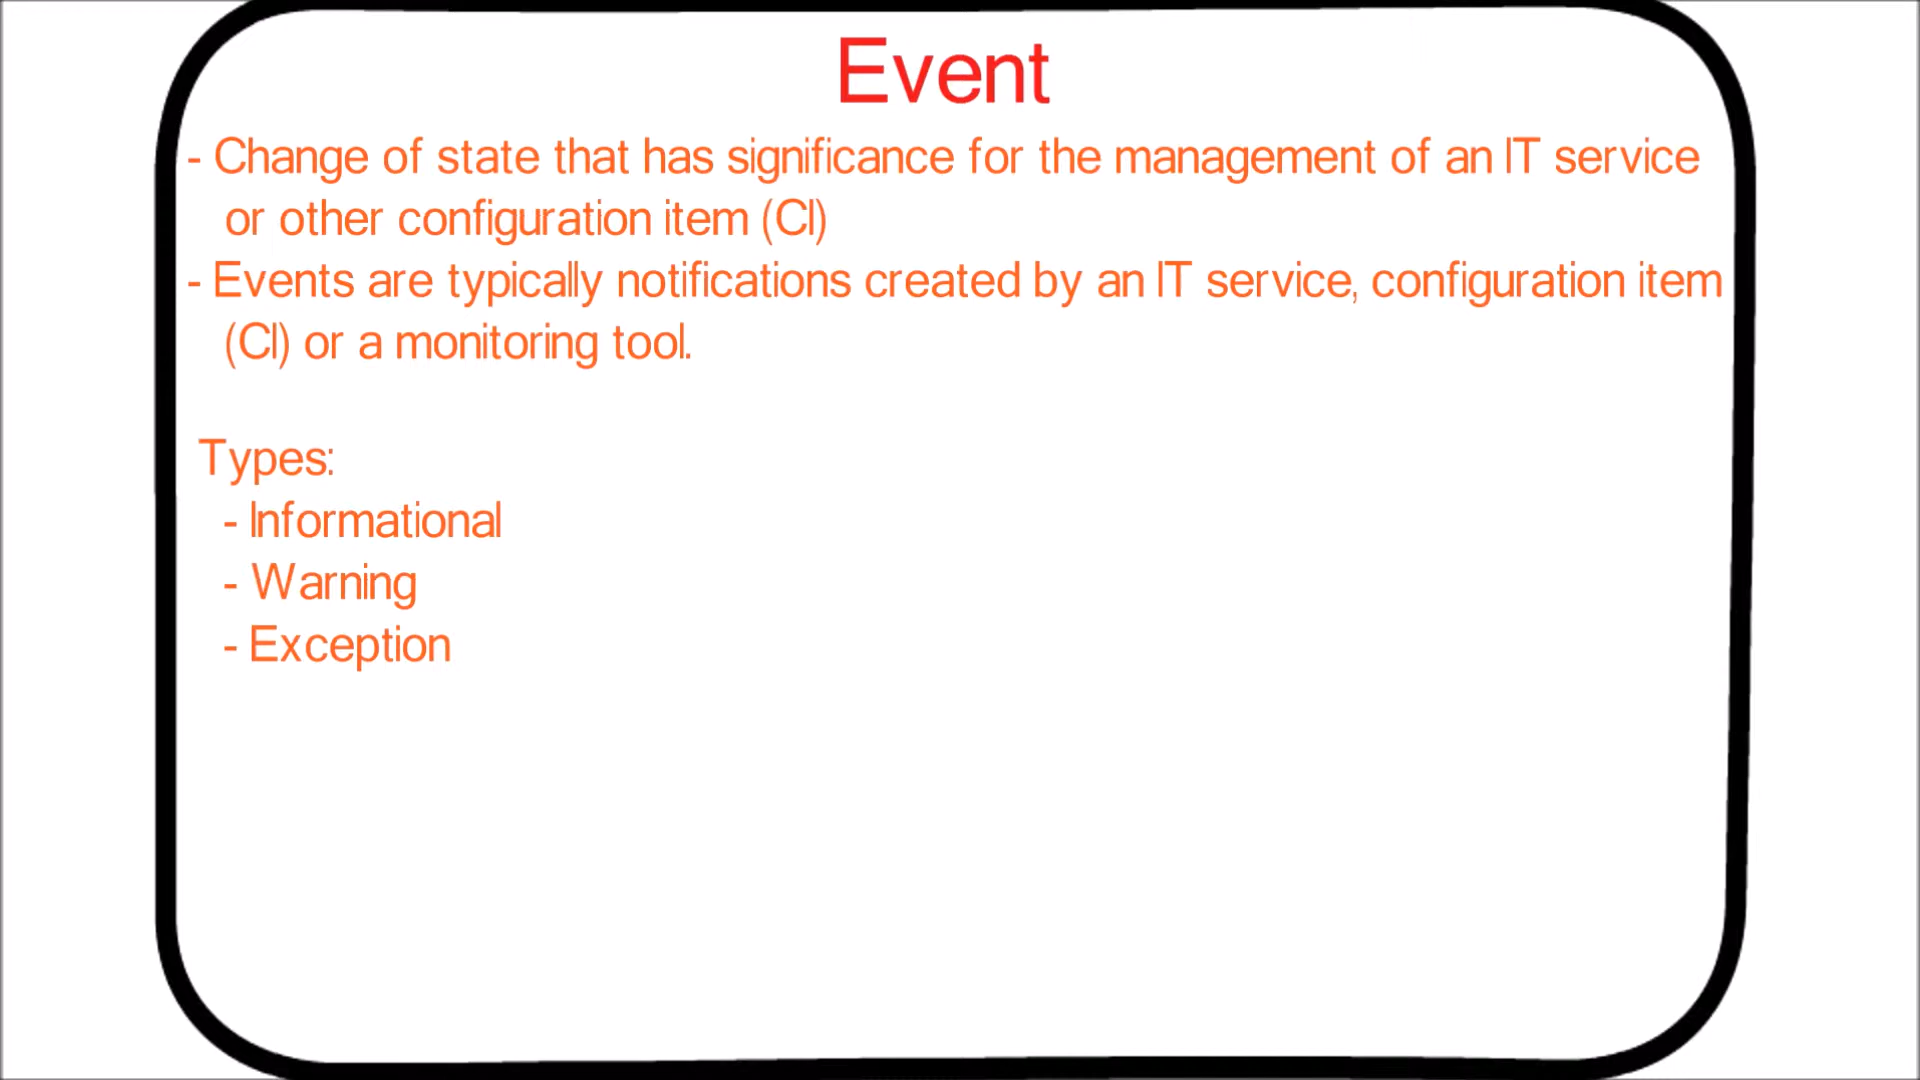 Event
- Change of state that has significance for the management of an IT service
or other configuration item (CI)
- Events are typically notifications created by an IT service, configuration item
(CI) or a monitoring tool.
Types:
- Informational
- Warning
- Exception